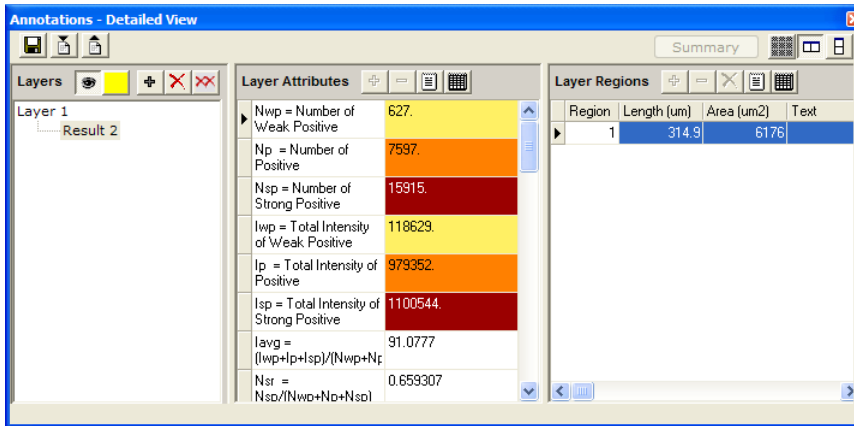 Annotations - Detailed View
Summary
Layers
Layer Attributes
Layer Regions
Layer 1
Result 2
Nwp = Number of
Weak Positive
627.
Np = Number of
Positive
7597.
Nsp = Number of
Strong Positive
15915.
Iwp = Total Intensity
of Weak Positive
118629.
Ip = Total Intensity of
Positive
979352.
Isp = Total Intensity of
Strong Positive
1100544.
Iavg =
(Iwp+Ip+Isp)/(Nwp+Np
91.0777
Nsr =
Nsp/(Nwp+Np+Nsp)
0.659307
Region Length (um) Area (um2) Text
1 314.9 6176